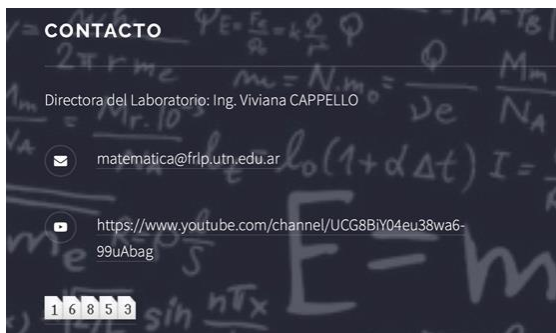 CONTACTO
Directora del Laboratorio: Ing. Viviana CAPPELLO
matematica@frlp.utn.edu.ar
https://www.youtube.com/channel/UCG8BiY04eu38wa6-
99uAbag
16853